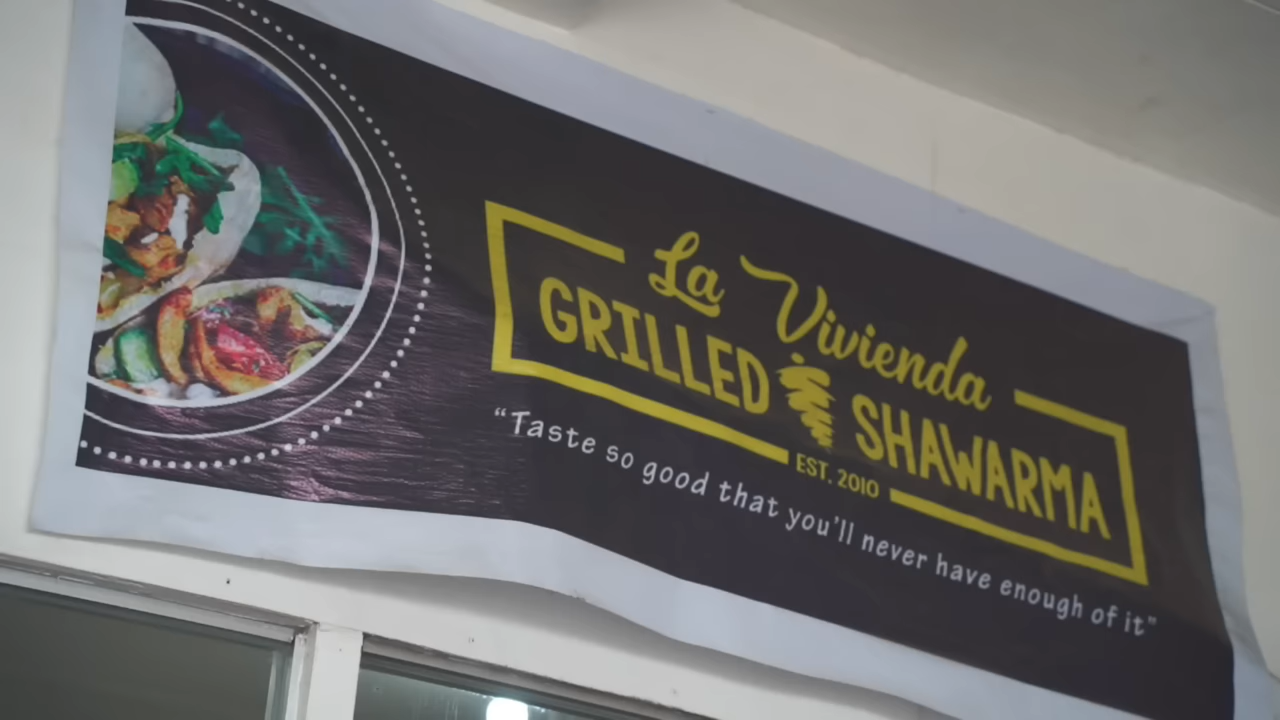 La Vivienda
GRILLED SHAWARMA
EST. 2010
“Taste so good that you'll never have enough of it”